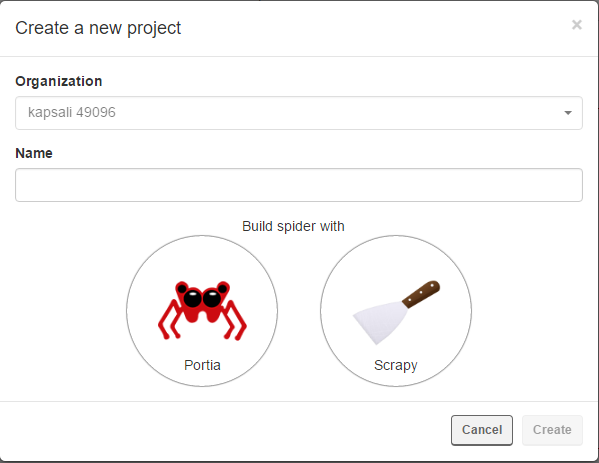 Create a new project ×
Organization
kapsali 49096
Name
Build spider with
Portia Scrapy
Cancel Create